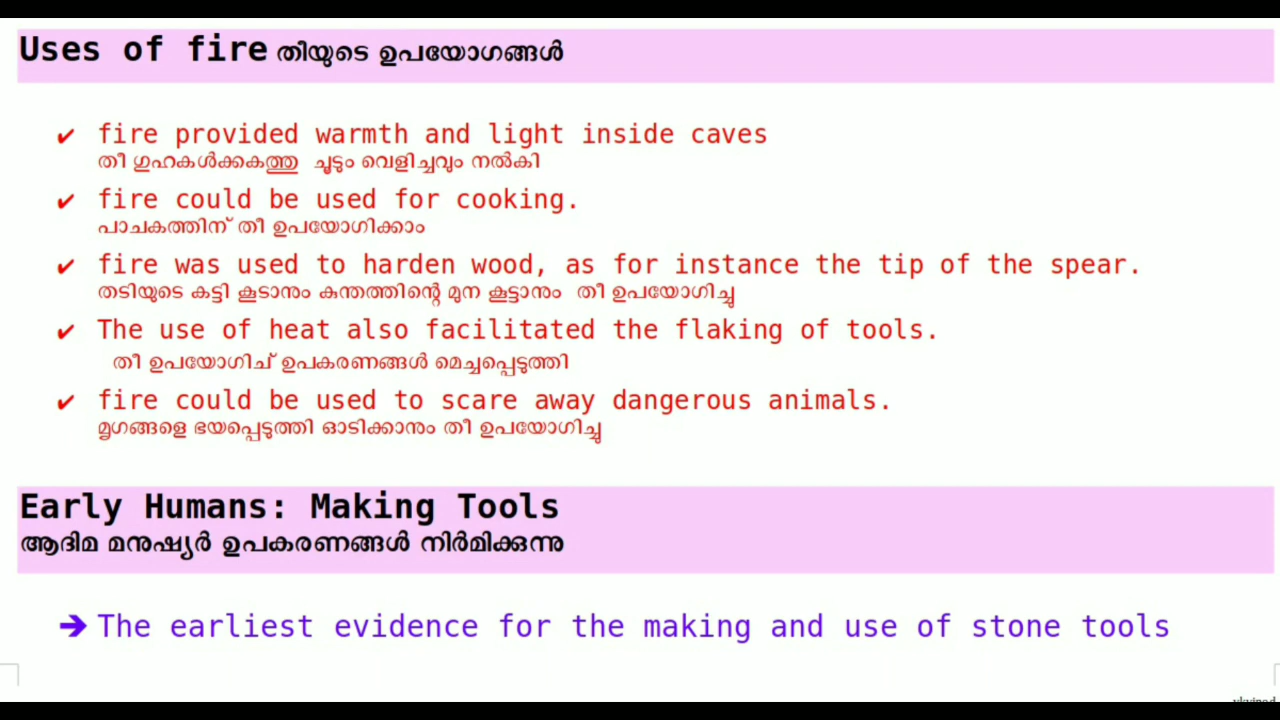 Uses of fire തീയുടെ ഉപയോഗങ്ങൾ
✔ fire provided warmth and light inside caves
തീ ഗുഹകൾക്കകത്തു ചൂടും വെളിച്ചവും നൽകി
✔ fire could be used for cooking.
പാചകത്തിന് തീ ഉപയോഗിക്കാം
✔ fire was used to harden wood, as for instance the tip of the spear.
തടിയുടെ കട്ടി കൂടാനും കുന്തത്തിന്റെ മുന കൂട്ടാനും തീ ഉപയോഗിച്ചു
✔ The use of heat also facilitated the flaking of tools.
തീ ഉപയോഗിച് ഉപകരണങ്ങൾ മെച്ചപ്പെടുത്തി
✔ fire could be used to scare away dangerous animals.
മൃഗങ്ങളെ ഭയപ്പെടുത്തി ഓടിക്കാനും തീ ഉപയോഗിച്ചു
Early Humans: Making Tools
ആദിമ മനുഷ്യർ ഉപകരണങ്ങൾ നിർമിക്കുന്നു
➔ The earliest evidence for the making and use of stone tools